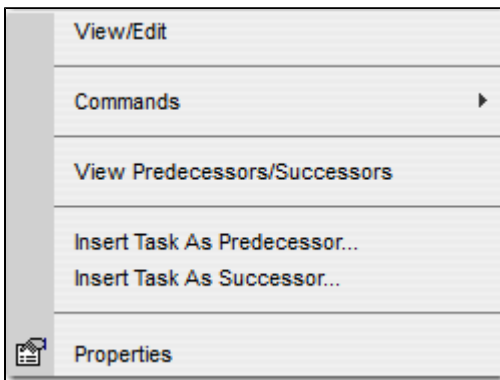 View/Edit
Commands
View Predecessors/Successors
Insert Task As Predecessor...
Insert Task As Successor...
Properties